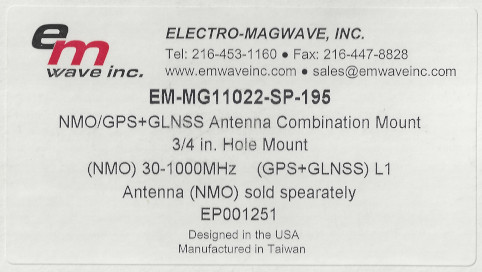 em
wave inc.
ELECTRO-MAGWAVE, INC.
Tel: 216-453-1160 ● Fax: 216-447-8828
www.emwaveinc.com ● sales@emwaveinc.com
EM-MG11022-SP-195
NMO/GPS+GLNSS Antenna Combination Mount
3/4 in. Hole Mount
(NMO) 30-1000MHz (GPS+GLNSS) L1
Antenna (NMO) sold spearately
EP001251
Designed in the USA
Manufactured in Taiwan